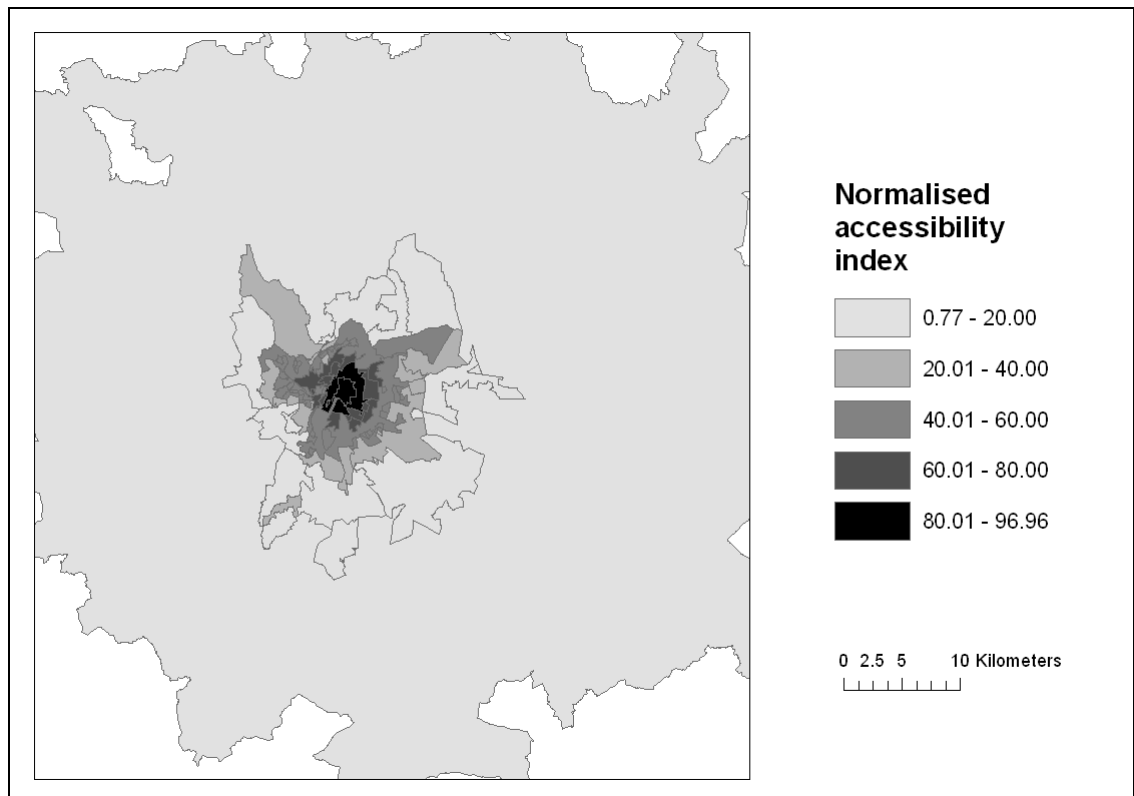 Normalised
accessibility
index
0.77 - 20.00
20.01 - 40.00
40.01 - 60.00
60.01 - 80.00
80.01 - 96.96
0 2.5 5 10 Kilometers